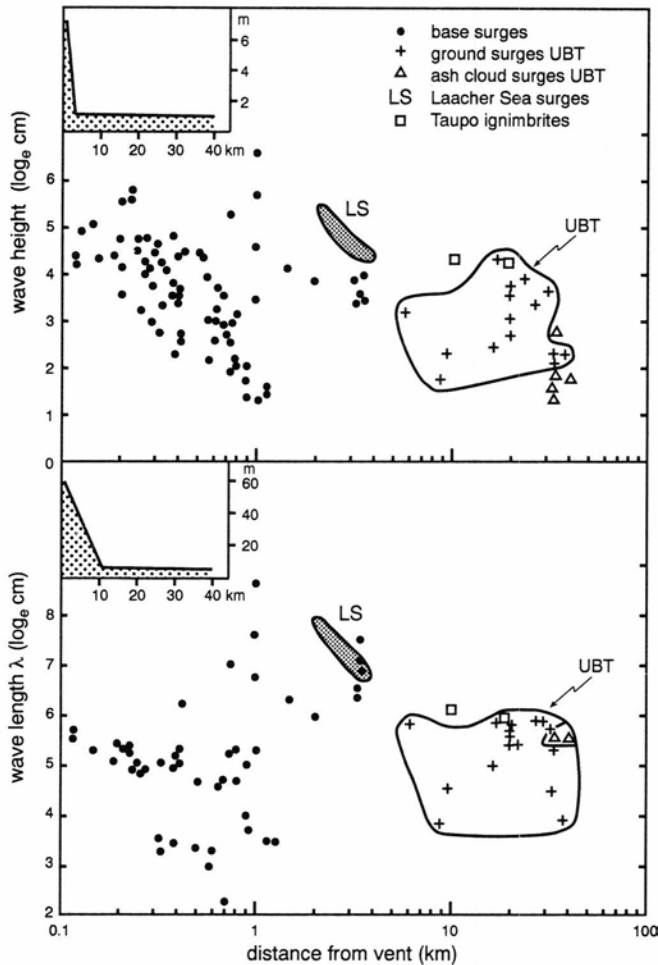 m
6
4
2
10 20 30 40 km
● base surges
+ ground surges UBT
△ ash cloud surges UBT
LS Laacher Sea surges
□ Taupo ignimbrites
wave height (logₑ cm)
6
5
4
3
2
1
0
LS
UBT
m
60
40
20
10 20 30 40 km
wave length λ (logₑ cm)
8
7
6
5
4
3
2
LS
UBT
0.1 1 10 100
distance from vent (km)